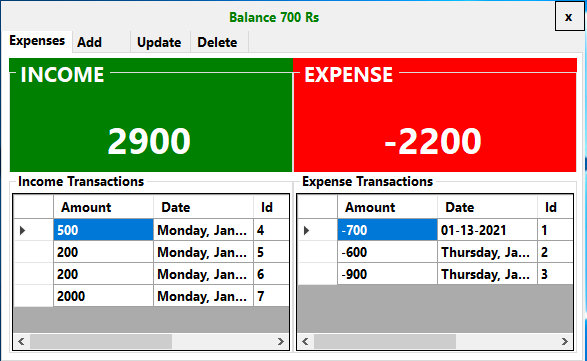 Balance 700 Rs x
Expenses Add Update Delete
INCOME EXPENSE
2900 -2200
Income Transactions Expense Transactions
Amount Date Id Amount Date Id
500 Monday, Jan... 4 -700 01-13-2021 1
200 Monday, Jan... 5 -600 Thursday, Ja... 2
200 Monday, Jan... 6 -900 Thursday, Ja... 3
2000 Monday, Jan... 7